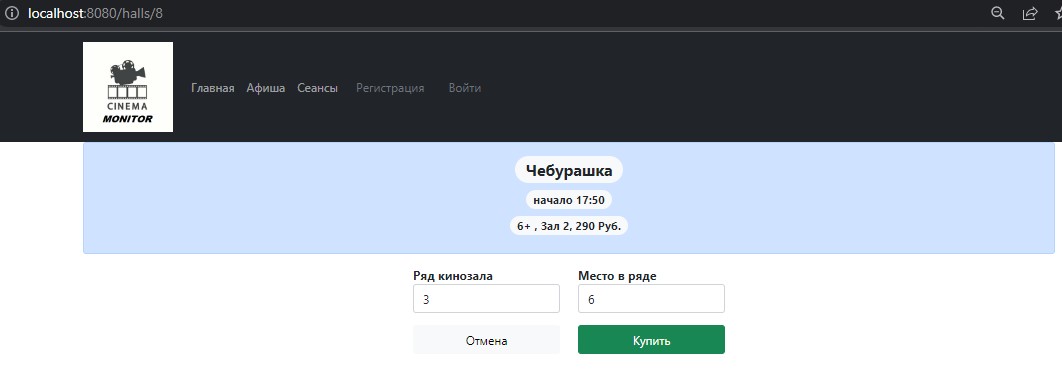 localhost:8080/halls/8
CINEMA
MONITOR
Главная Афиша Сеансы Регистрация Войти
Чебурашка
начало 17:50
6+ , Зал 2, 290 Руб.
Ряд кинозала Место в ряде
3 6
Отмена Купить